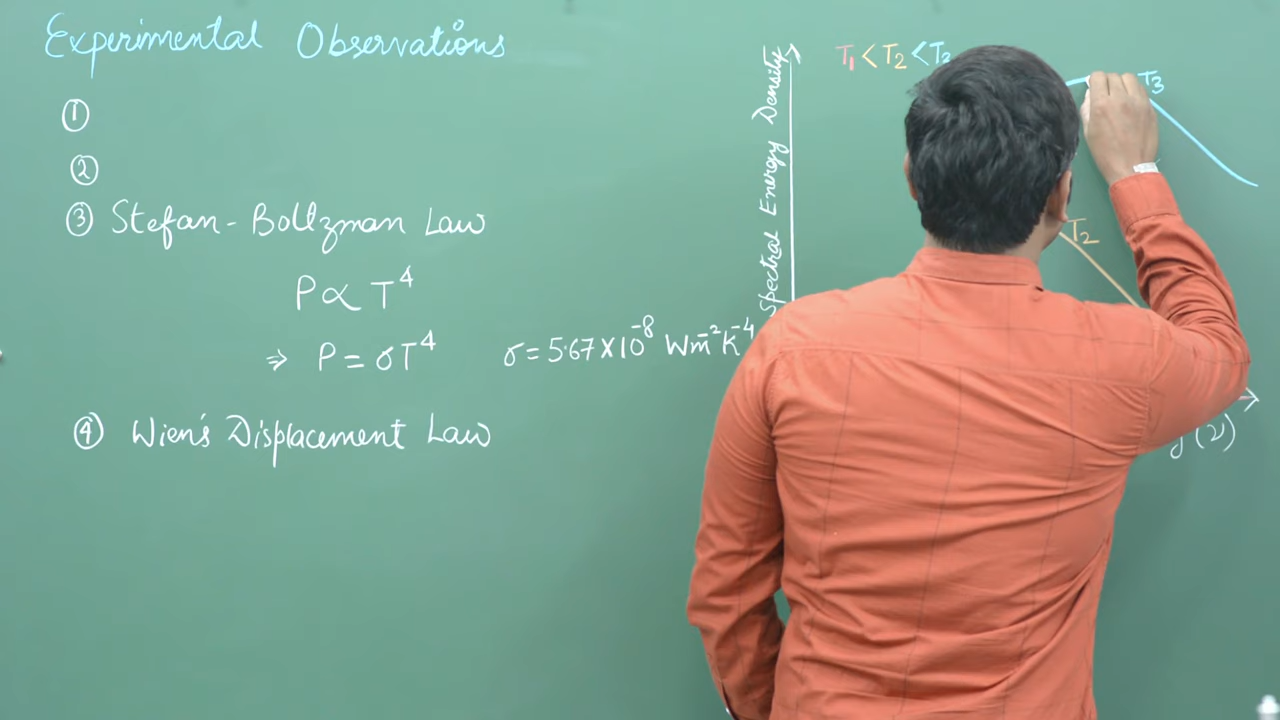 Experimental Observations
①
②
③ Stefan-Boltzman Law
P ∝ T⁴
⇒ P = σT⁴
σ = 5.67 X 10⁻⁸ Wm⁻²K⁻⁴
④ Wien's Displacement Law
Spectral Energy Density
T₁ < T₂ < T₃
T₃
T₂
(ν)